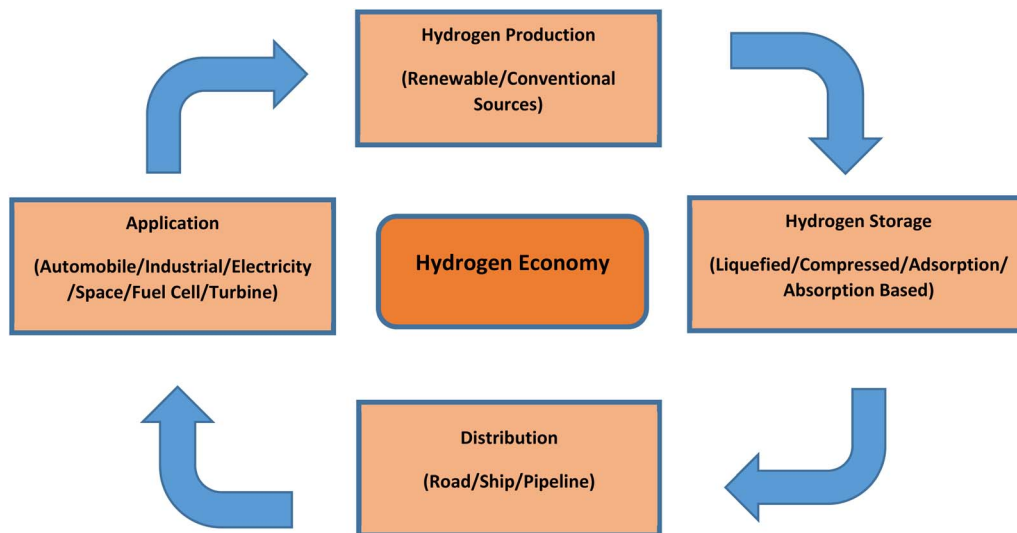 Hydrogen Production
(Renewable/Conventional
Sources)
Application
(Automobile/Industrial/Electricity
/Space/Fuel Cell/Turbine)
Hydrogen Economy
Hydrogen Storage
(Liquefied/Compressed/Adsorption/
Absorption Based)
Distribution
(Road/Ship/Pipeline)